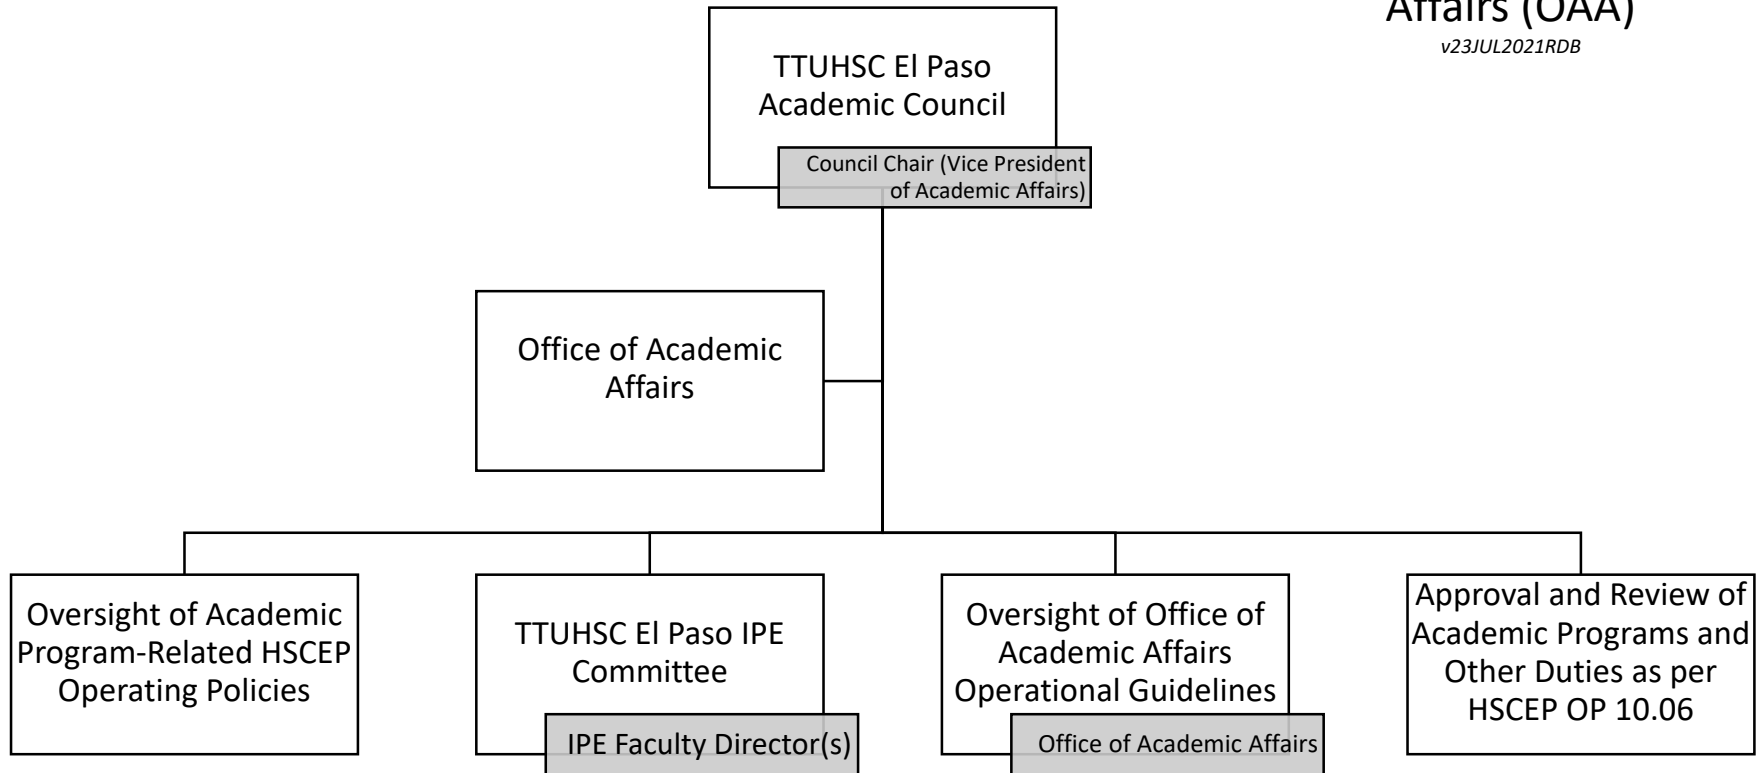 Affairs (OAA)
v23JUL2021RDB
TTUHSC El Paso
Academic Council
Council Chair (Vice President
of Academic Affairs)
Office of Academic
Affairs
Oversight of Academic
Program-Related HSCEP
Operating Policies
TTUHSC El Paso IPE
Committee
IPE Faculty Director(s)
Oversight of Office of
Academic Affairs
Operational Guidelines
Office of Academic Affairs
Approval and Review of
Academic Programs and
Other Duties as per
HSCEP OP 10.06